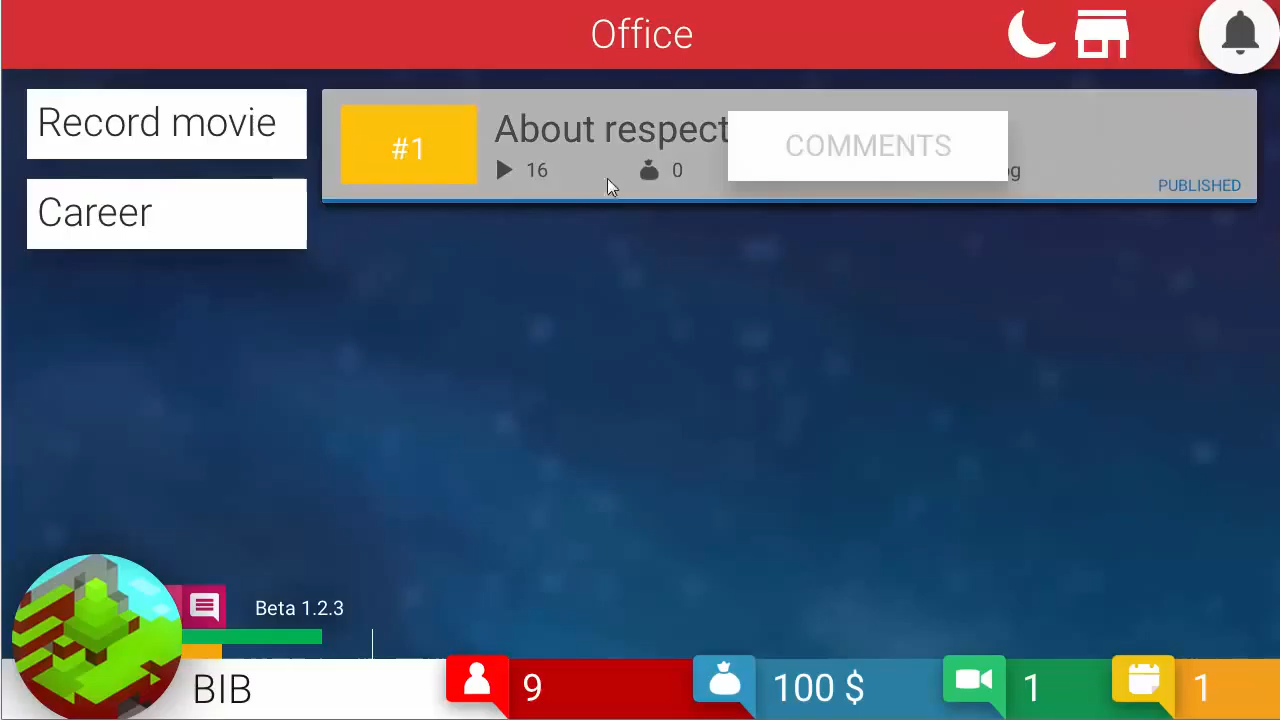 Office
Record movie
Career
#1
About respect
COMMENTS
16
0
PUBLISHED
Beta 1.2.3
BIB
9
100 $
1
1